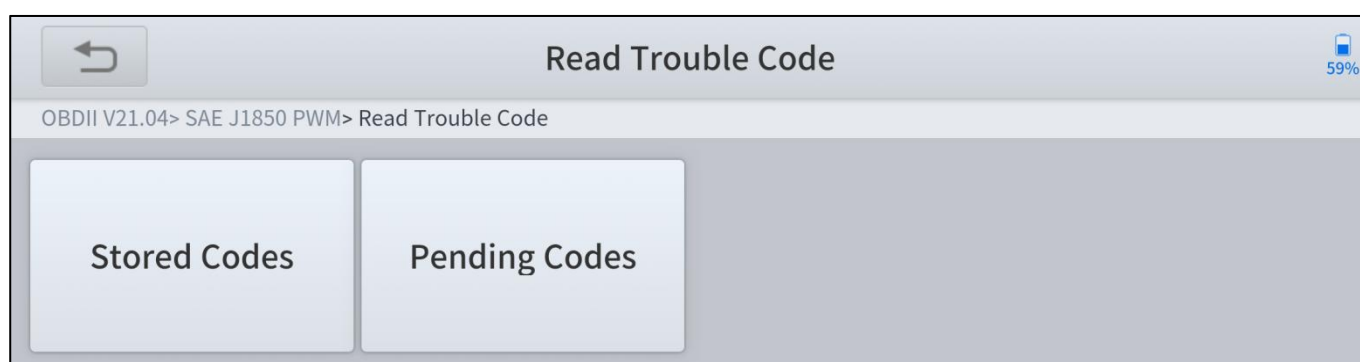 Read Trouble Code
59%
OBDII V21.04> SAE J1850 PWM> Read Trouble Code
Stored Codes
Pending Codes